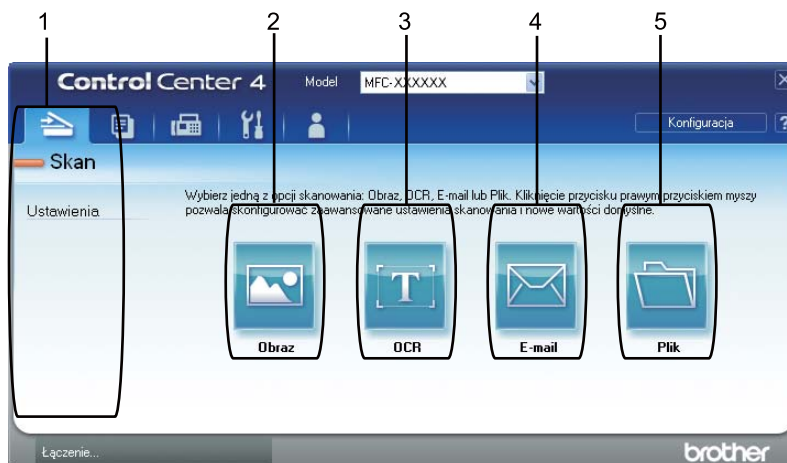 1 2 3 4 5
Control Center 4 Model MFC-XXXXXX
Konfiguracja ?
Skan
Wybierz jedną z opcji skanowania: Obraz, OCR, E-mail lub Plik. Kliknięcie przycisku prawym przyciskiem myszy
Ustawienia pozwala skonfigurować zaawansowane ustawienia skanowania i nowe wartości domyślne.
T
Obraz OCR E-mail Plik
Łączenie... brother